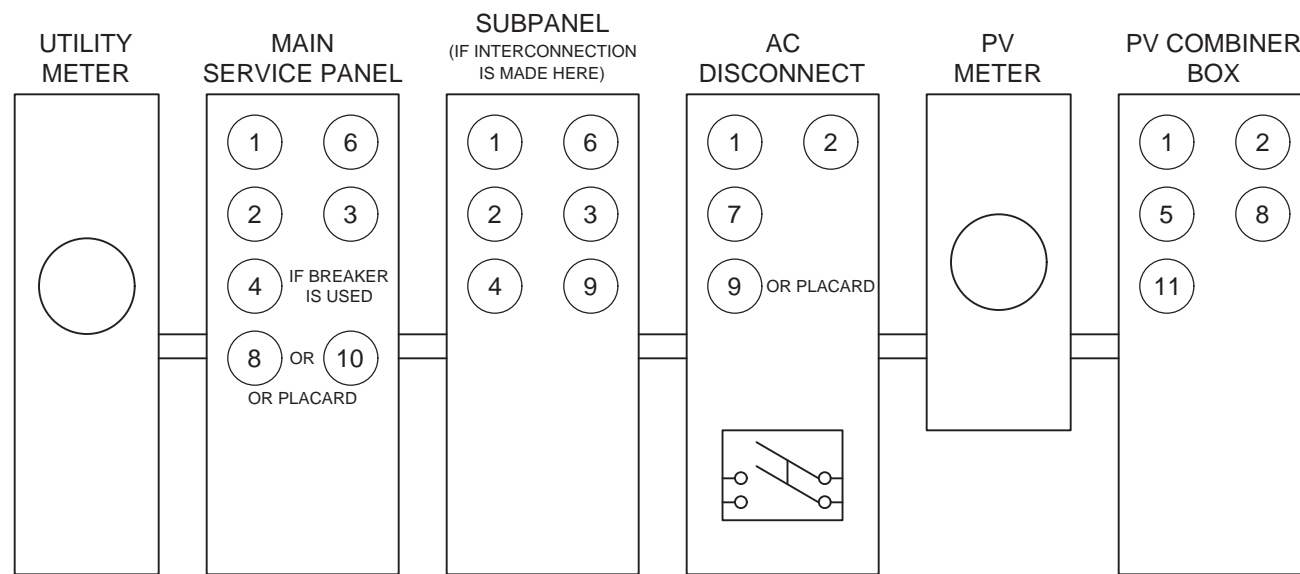 UTILITY
METER
MAIN
SERVICE PANEL
SUBPANEL
(IF INTERCONNECTION
IS MADE HERE)
AC
DISCONNECT
PV
METER
PV COMBINER
BOX
1 6
2 3
4 IF BREAKER
IS USED
8 OR 10
OR PLACARD
1 6
2 3
4 9
1 2
7
9 OR PLACARD
1 2
5 8
11